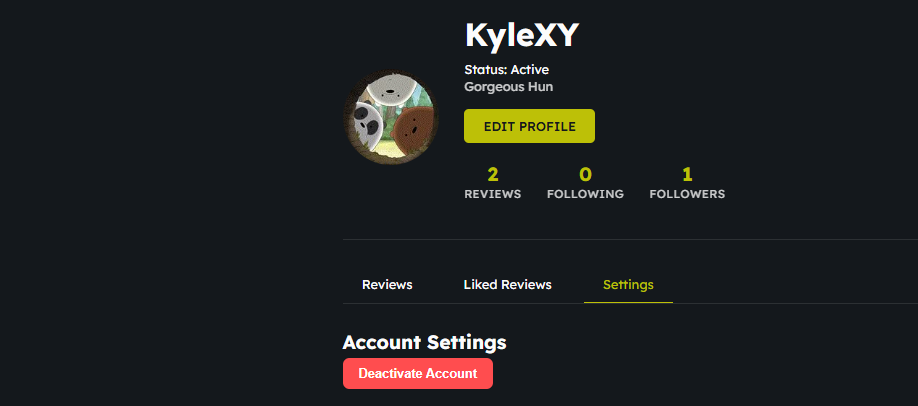 KyleXY
Status: Active
Gorgeous Hun
EDIT PROFILE
2 0 1
REVIEWS FOLLOWING FOLLOWERS
Reviews Liked Reviews Settings
Account Settings
Deactivate Account